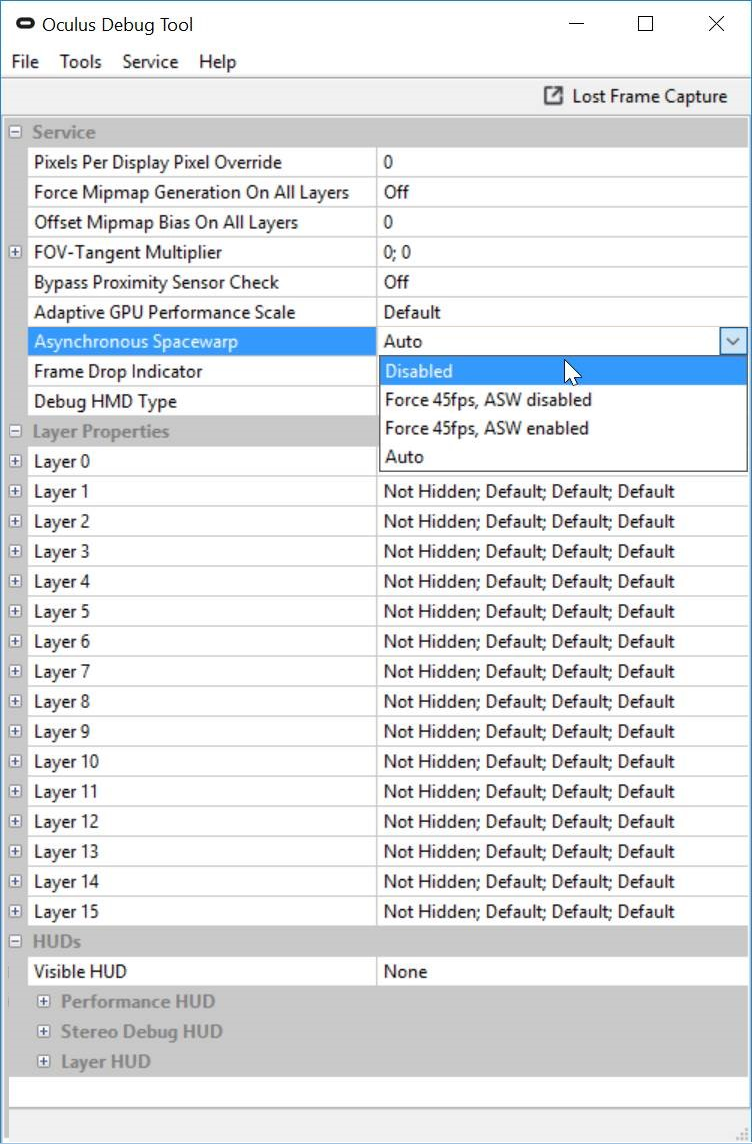 Oculus Debug Tool
File Tools Service Help
Lost Frame Capture
Service
Pixels Per Display Pixel Override 0
Force Mipmap Generation On All Layers Off
Offset Mipmap Bias On All Layers 0
FOV-Tangent Multiplier 0; 0
Bypass Proximity Sensor Check Off
Adaptive GPU Performance Scale Default
Asynchronous Spacewarp Auto
Frame Drop Indicator Disabled
Debug HMD Type Force 45fps, ASW disabled
Layer Properties Force 45fps, ASW enabled
Layer 0 Auto
Layer 1 Not Hidden; Default; Default; Default
Layer 2 Not Hidden; Default; Default; Default
Layer 3 Not Hidden; Default; Default; Default
Layer 4 Not Hidden; Default; Default; Default
Layer 5 Not Hidden; Default; Default; Default
Layer 6 Not Hidden; Default; Default; Default
Layer 7 Not Hidden; Default; Default; Default
Layer 8 Not Hidden; Default; Default; Default
Layer 9 Not Hidden; Default; Default; Default
Layer 10 Not Hidden; Default; Default; Default
Layer 11 Not Hidden; Default; Default; Default
Layer 12 Not Hidden; Default; Default; Default
Layer 13 Not Hidden; Default; Default; Default
Layer 14 Not Hidden; Default; Default; Default
Layer 15 Not Hidden; Default; Default; Default
HUDs
Visible HUD None
Performance HUD
Stereo Debug HUD
Layer HUD